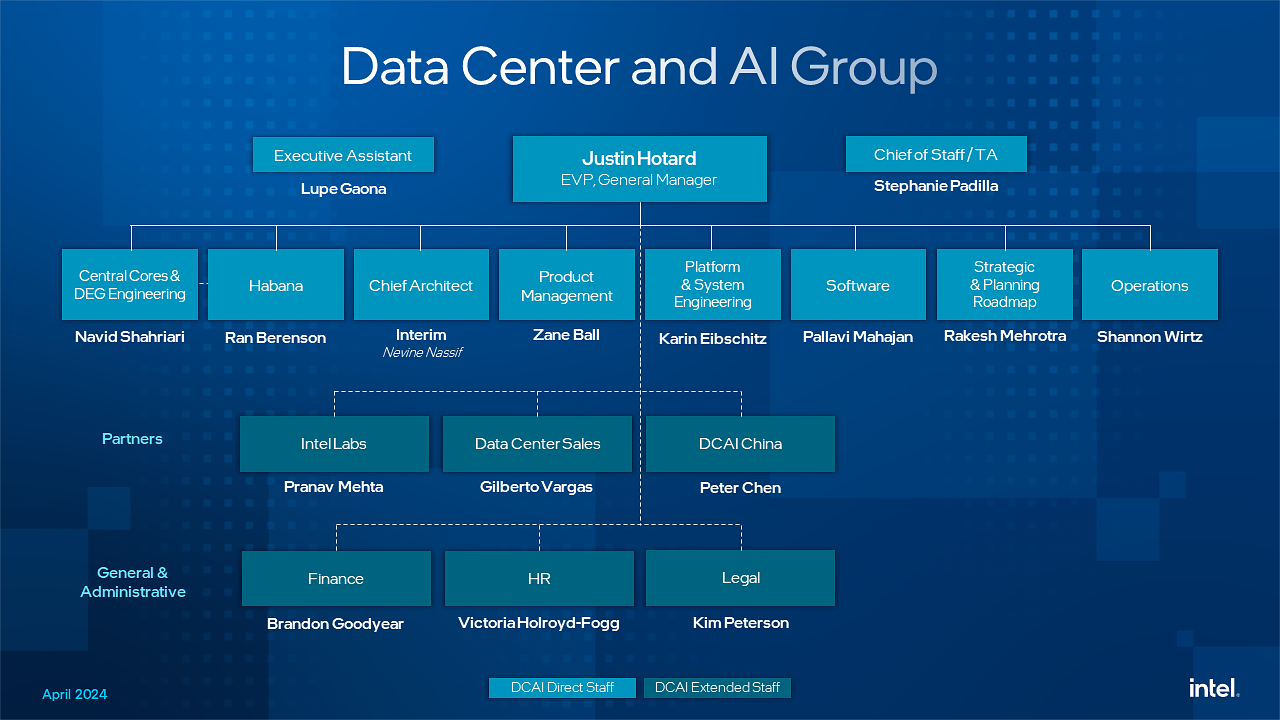 Data Center and AI Group
Executive Assistant
Lupe Gaona
Justin Hotard
EVP, General Manager
Chief of Staff / TA
Stephanie Padilla
Central Cores &
DEG Engineering
Navid Shahriari
Habana
Ran Berenson
Chief Architect
Interim
Nevine Nassif
Product
Management
Zane Ball
Platform
& System
Engineering
Karin Eibschitz
Software
Pallavi Mahajan
Strategic
& Planning
Roadmap
Rakesh Mehrotra
Operations
Shannon Wirtz
Partners
Intel Labs
Pranav Mehta
Data Center Sales
Gilberto Vargas
DCAI China
Peter Chen
General &
Administrative
Finance
Brandon Goodyear
HR
Victoria Holroyd-Fogg
Legal
Kim Peterson
April 2024
DCAI Direct Staff
DCAI Extended Staff
intel.